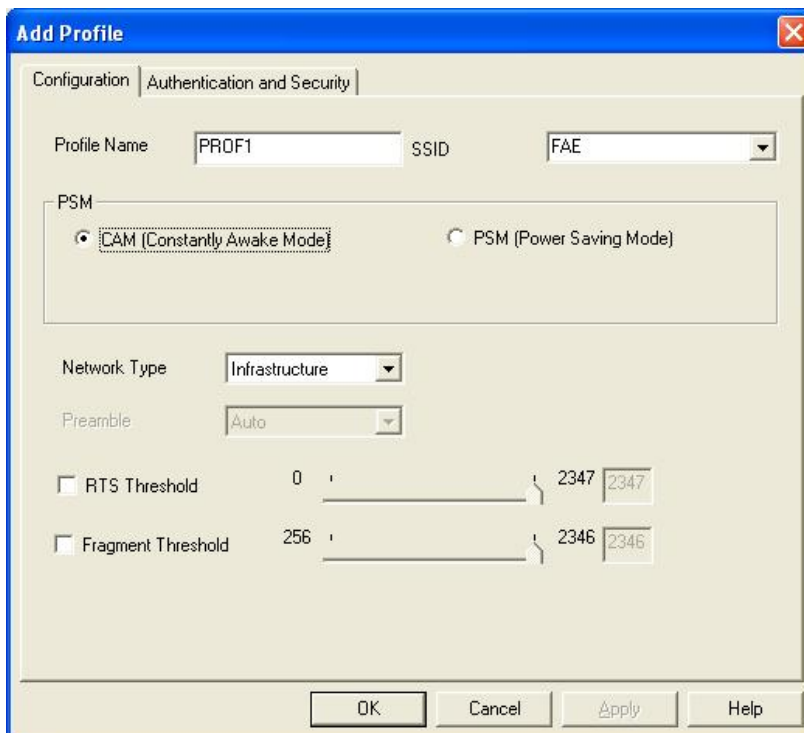 Add Profile
Configuration Authentication and Security
Profile Name PROF1 SSID FAE
PSM
CAM (Constantly Awake Mode) PSM (Power Saving Mode)
Network Type Infrastructure
Preamble Auto
RTS Threshold 0 2347 2347
Fragment Threshold 256 2346 2346
OK Cancel Apply Help